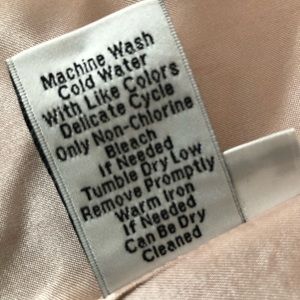 Machine Wash
Cold Water
With Like Colors
Delicate Cycle
Only Non-Chlorine
Bleach
If Needed
Tumble Dry Low
Remove Promptly
Warm Iron
If Needed
Can Be Dry
Cleaned